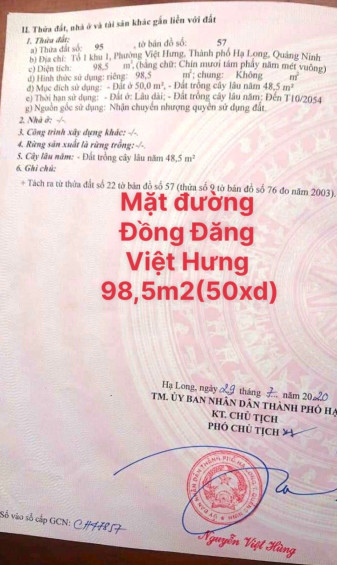 II. Thửa đất, nhà ở và tài sản khác gắn liền với đất
1. Thửa đất:
a) Thửa đất số: 95 , tờ bản đồ số: 57
b) Địa chỉ: Tổ 1 khu 1, Phường Việt Hưng, Thành phố Hạ Long, Quảng Ninh
c) Diện tích: 98,5 m², (bằng chữ: Chín mươi tám phẩy năm mét vuông)
d) Hình thức sử dụng: riêng: 98,5 m²; chung: Không m²
đ) Mục đích sử dụng: - Đất ở 50,0 m², - Đất trồng cây lâu năm 48,5 m²
e) Thời hạn sử dụng: - Đất ở: Lâu dài; - Đất trồng cây lâu năm: Đến T10/2054
g) Nguồn gốc sử dụng: Nhận chuyển nhượng quyền sử dụng đất.
2. Nhà ở: -/-.
3. Công trình xây dựng khác: -/-.
4. Rừng sản xuất là rừng trồng: -/-.
5. Cây lâu năm: - Đất trồng cây lâu năm 48,5 m²
6. Ghi chú:
+ Tách ra từ thửa đất số 22 tờ bản đồ số 57 (thửa số 9 tờ bản đồ số 76 đo năm 2003).
Mặt đường
Đồng Đăng
Việt Hưng
98,5m2(50xd)
Hạ Long, ngày 29 tháng 7 năm 2020
TM. ỦY BAN NHÂN DÂN THÀNH PHỐ HẠ
KT. CHỦ TỊCH
PHÓ CHỦ TỊCH
Nguyễn Việt Hùng
Số vào sổ cấp GCN: CH17857